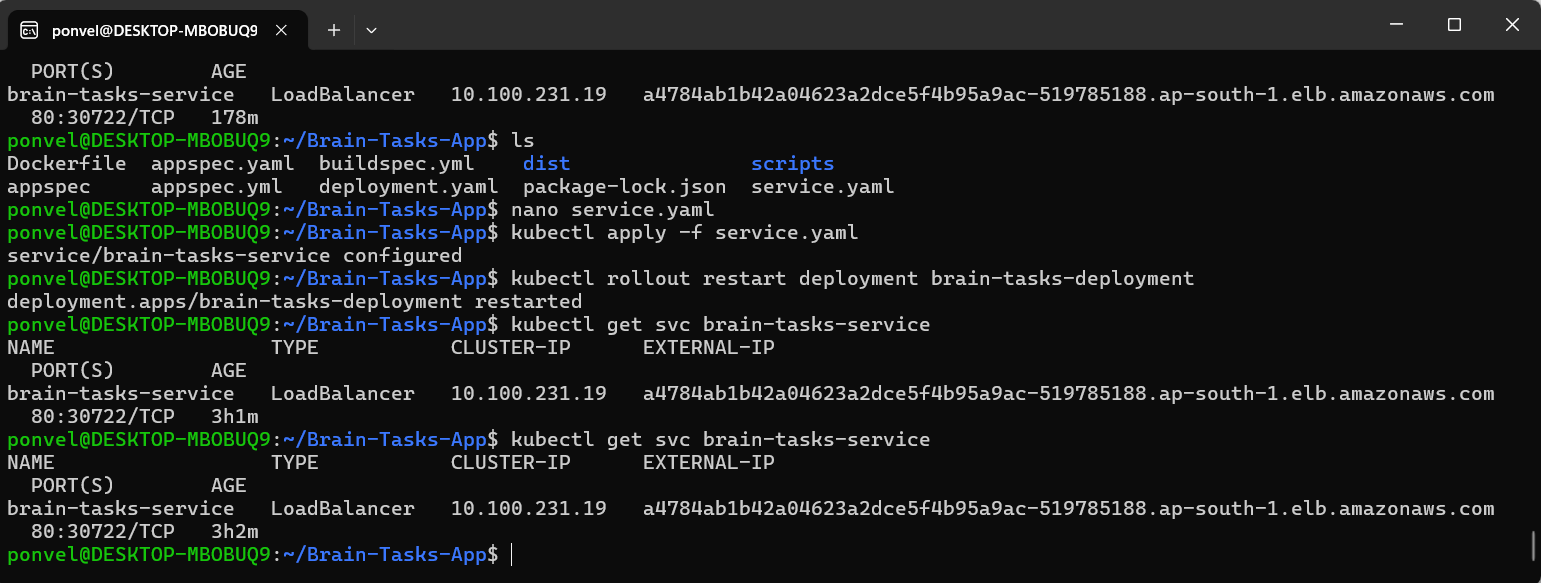 ponvel@DESKTOP-MBOBUQ9
PORT(S) AGE
brain-tasks-service LoadBalancer 10.100.231.19 a4784ab1b42a04623a2dce5f4b95a9ac-519785188.ap-south-1.elb.amazonaws.com
80:30722/TCP 178m
ponvel@DESKTOP-MBOBUQ9:~/Brain-Tasks-App$ ls
Dockerfile appspec.yaml buildspec.yml dist scripts
appspec appspec.yml deployment.yaml package-lock.json service.yaml
ponvel@DESKTOP-MBOBUQ9:~/Brain-Tasks-App$ nano service.yaml
ponvel@DESKTOP-MBOBUQ9:~/Brain-Tasks-App$ kubectl apply -f service.yaml
service/brain-tasks-service configured
ponvel@DESKTOP-MBOBUQ9:~/Brain-Tasks-App$ kubectl rollout restart deployment brain-tasks-deployment
deployment.apps/brain-tasks-deployment restarted
ponvel@DESKTOP-MBOBUQ9:~/Brain-Tasks-App$ kubectl get svc brain-tasks-service
NAME TYPE CLUSTER-IP EXTERNAL-IP
PORT(S) AGE
brain-tasks-service LoadBalancer 10.100.231.19 a4784ab1b42a04623a2dce5f4b95a9ac-519785188.ap-south-1.elb.amazonaws.com
80:30722/TCP 3h1m
ponvel@DESKTOP-MBOBUQ9:~/Brain-Tasks-App$ kubectl get svc brain-tasks-service
NAME TYPE CLUSTER-IP EXTERNAL-IP
PORT(S) AGE
brain-tasks-service LoadBalancer 10.100.231.19 a4784ab1b42a04623a2dce5f4b95a9ac-519785188.ap-south-1.elb.amazonaws.com
80:30722/TCP 3h2m
ponvel@DESKTOP-MBOBUQ9:~/Brain-Tasks-App$